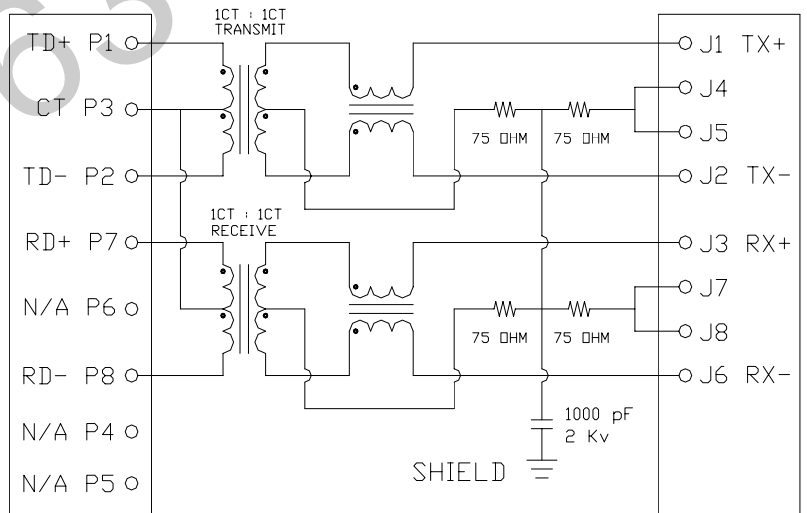 1CT : 1CT
TRANSMIT
TD+ P1
J1 TX+
J4
CT P3
75 OHM
75 OHM
J5
TD- P2
J2 TX-
1CT : 1CT
RECEIVE
RD+ P7
J3 RX+
J7
N/A P6
75 OHM
75 OHM
J8
RD- P8
J6 RX-
1000 pF
2 Kv
N/A P4
SHIELD
N/A P5